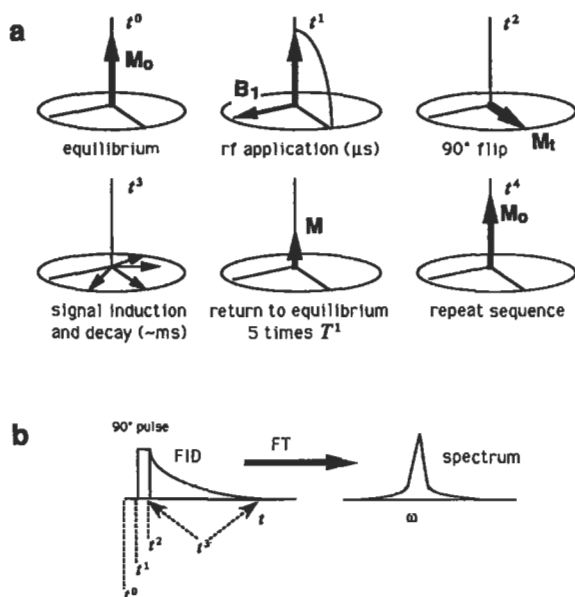 a
t⁰
M₀
equilibrium
t¹
B₁
rf application (µs)
t²
Mₜ
90° flip
t³
signal induction
and decay (~ms)
M
return to equilibrium
5 times T¹
t⁴
M₀
repeat sequence
b
90° pulse
FID
FT
spectrum
t
ω
t³
t²
t¹
t⁰